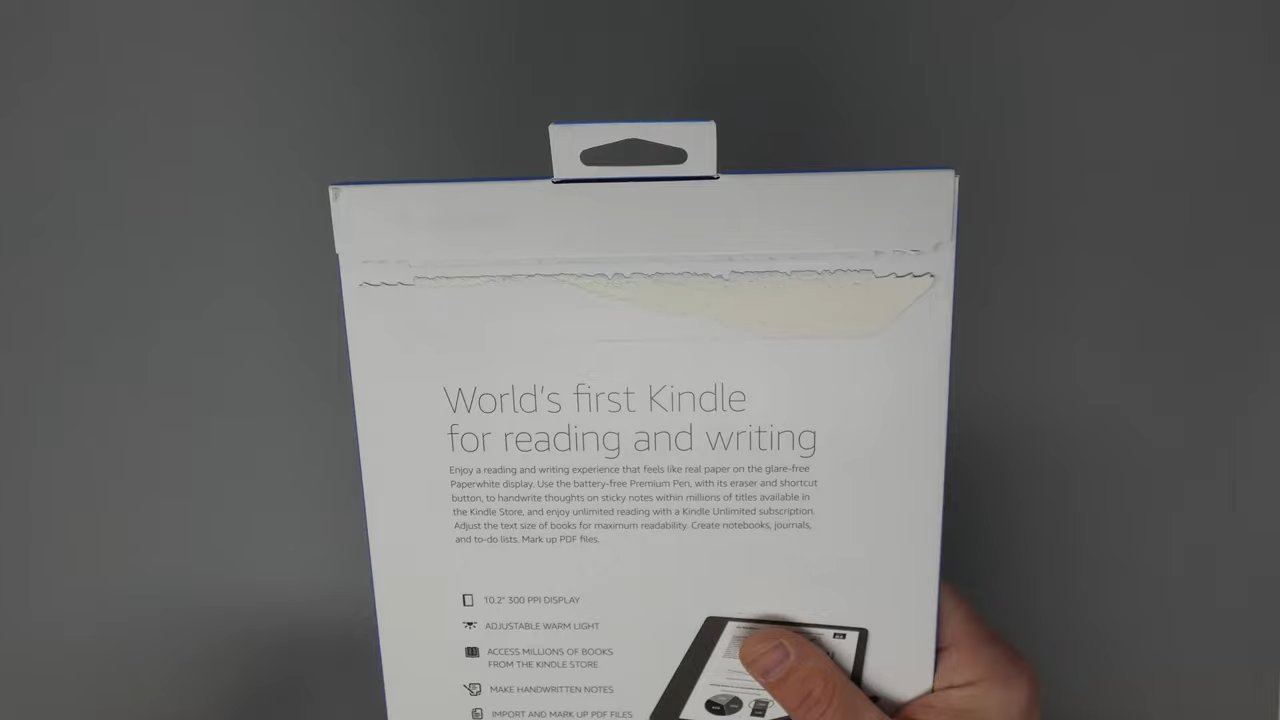 World's first Kindle
for reading and writing
Enjoy a reading and writing experience that feels like real paper on the glare-free
Paperwhite display. Use the battery-free Premium Pen, with its eraser and shortcut
button, to handwrite thoughts on sticky notes within millions of titles available in
the Kindle Store, and enjoy unlimited reading with a Kindle Unlimited subscription.
Adjust the text size of books for maximum readability. Create notebooks, journals,
and to-do lists. Mark up PDF files.
10.2" 300 PPI DISPLAY
ADJUSTABLE WARM LIGHT
ACCESS MILLIONS OF BOOKS
FROM THE KINDLE STORE
MAKE HANDWRITTEN NOTES
IMPORT AND MARK UP PDF FILES